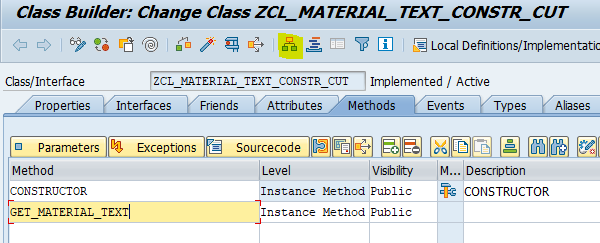 Class Builder: Change Class ZCL_MATERIAL_TEXT_CONSTR_CUT
Local Definitions/Implementatio
Class/Interface ZCL_MATERIAL_TEXT_CONSTR_CUT Implemented / Active
Properties Interfaces Friends Attributes Methods Events Types Aliases
Parameters Exceptions Sourcecode
Method Level Visibility M... Description
CONSTRUCTOR Instance Method Public CONSTRUCTOR
GET_MATERIAL_TEXT Instance Method Public